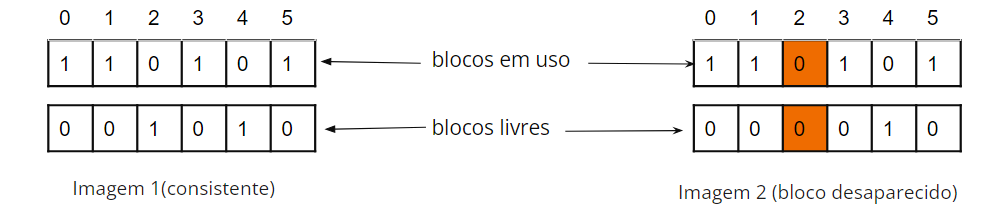 0 1 2 3 4 5
1 1 0 1 0 1
0 0 1 0 1 0
Imagem 1(consistente)
blocos em uso
blocos livres
0 1 2 3 4 5
1 1 0 1 0 1
0 0 0 0 1 0
Imagem 2 (bloco desaparecido)